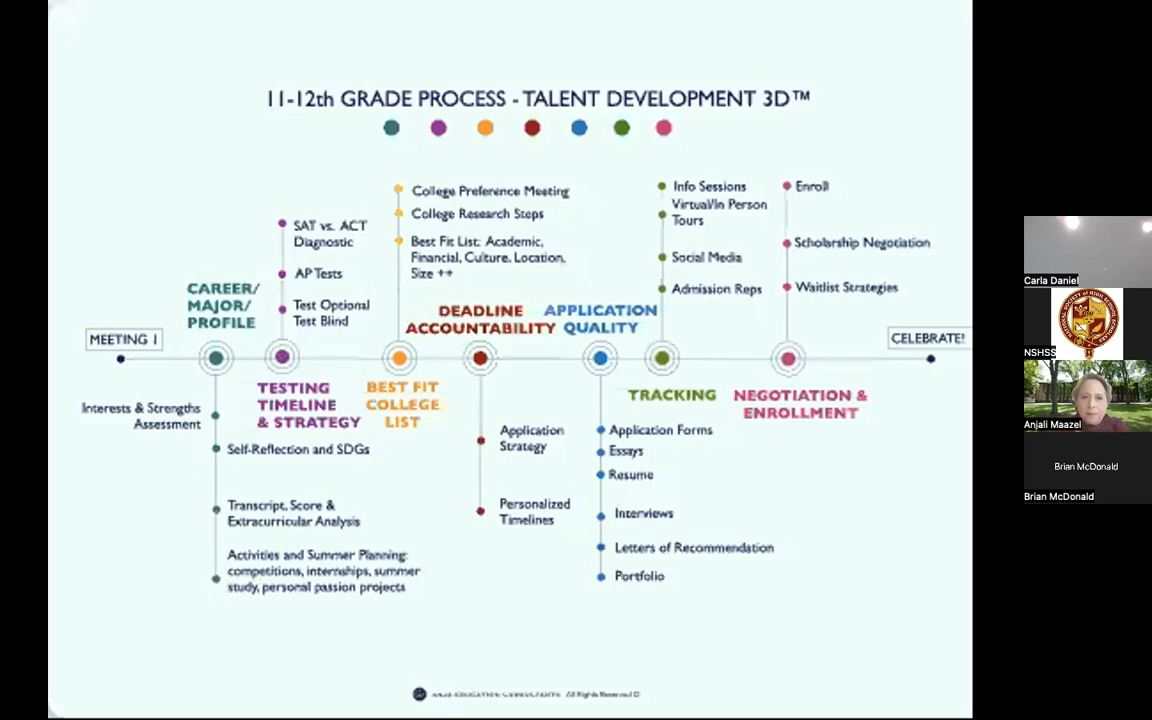 11-12th GRADE PROCESS - TALENT DEVELOPMENT 3D™
MEETING 1
CAREER/
MAJOR/
PROFILE
Interests & Strengths
Assessment
Self-Reflection and SDGs
Transcript, Score &
Extracurricular Analysis
Activities and Summer Planning:
competitions, internships, summer
study, personal passion projects
SAT vs. ACT
Diagnostic
AP Tests
Test Optional
Test Blind
TESTING
TIMELINE
& STRATEGY
College Preference Meeting
College Research Steps
Best Fit List: Academic,
Financial, Culture, Location,
Size ++
BEST FIT
COLLEGE
LIST
DEADLINE
ACCOUNTABILITY
Application
Strategy
Personalized
Timelines
APPLICATION
QUALITY
Application Forms
Essays
Resume
Interviews
Letters of Recommendation
Portfolio
Info Sessions
Virtual/In Person
Tours
Social Media
Admission Reps
TRACKING
Enroll
Scholarship Negotiation
Waitlist Strategies
NEGOTIATION &
ENROLLMENT
CELEBRATE!
EDUCATION CONSULTANTS All Rights Reserved
Carla Daniel
NSHSS
Anjali Maazel
Brian McDonald
Brian McDonald